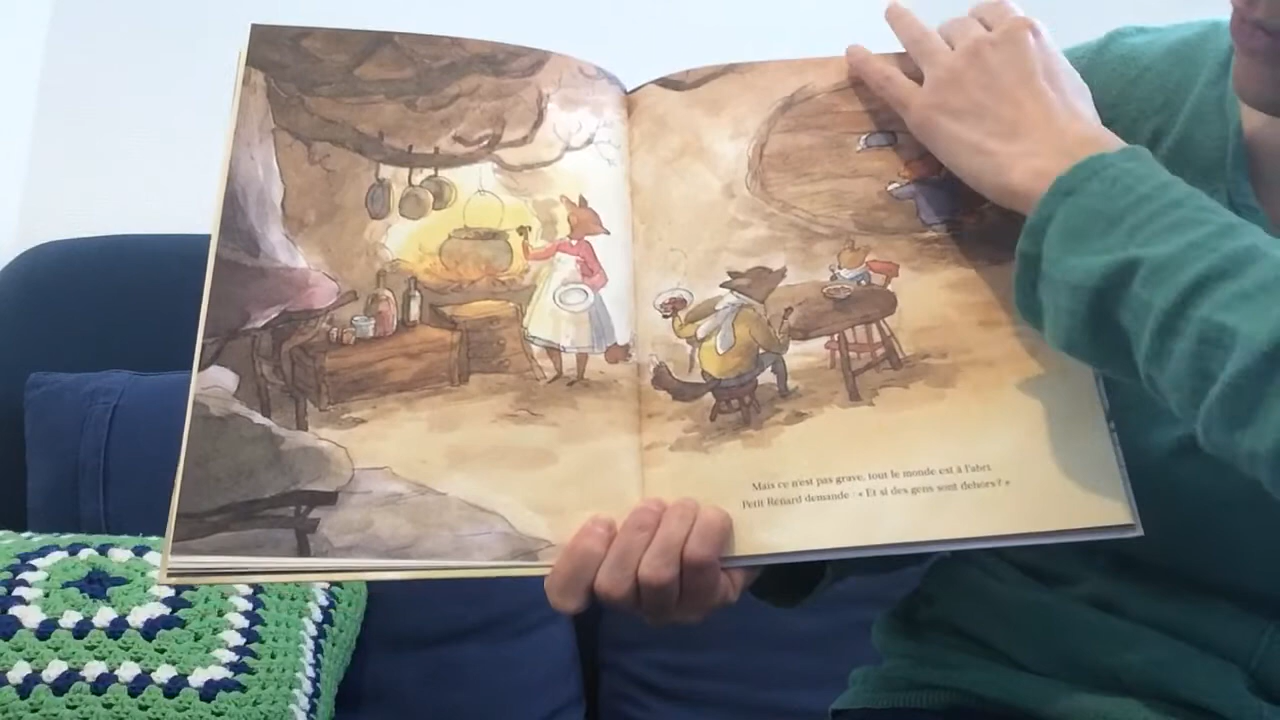 Mais ce n'est pas grave, tout le monde est à l'abri.
Petit Renard demande : « Et si des gens sont dehors ? »